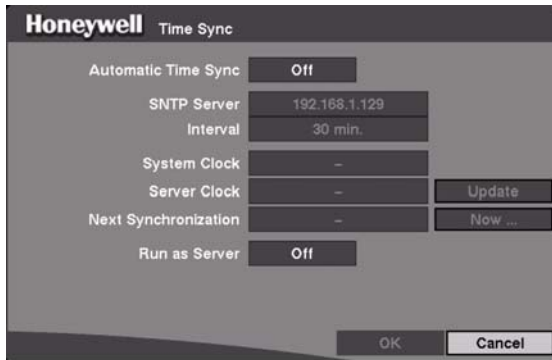 Honeywell Time Sync
Automatic Time Sync Off
SNTP Server 192.168.1.129
Interval 30 min.
System Clock –
Server Clock – Update
Next Synchronization – Now ...
Run as Server Off
OK Cancel